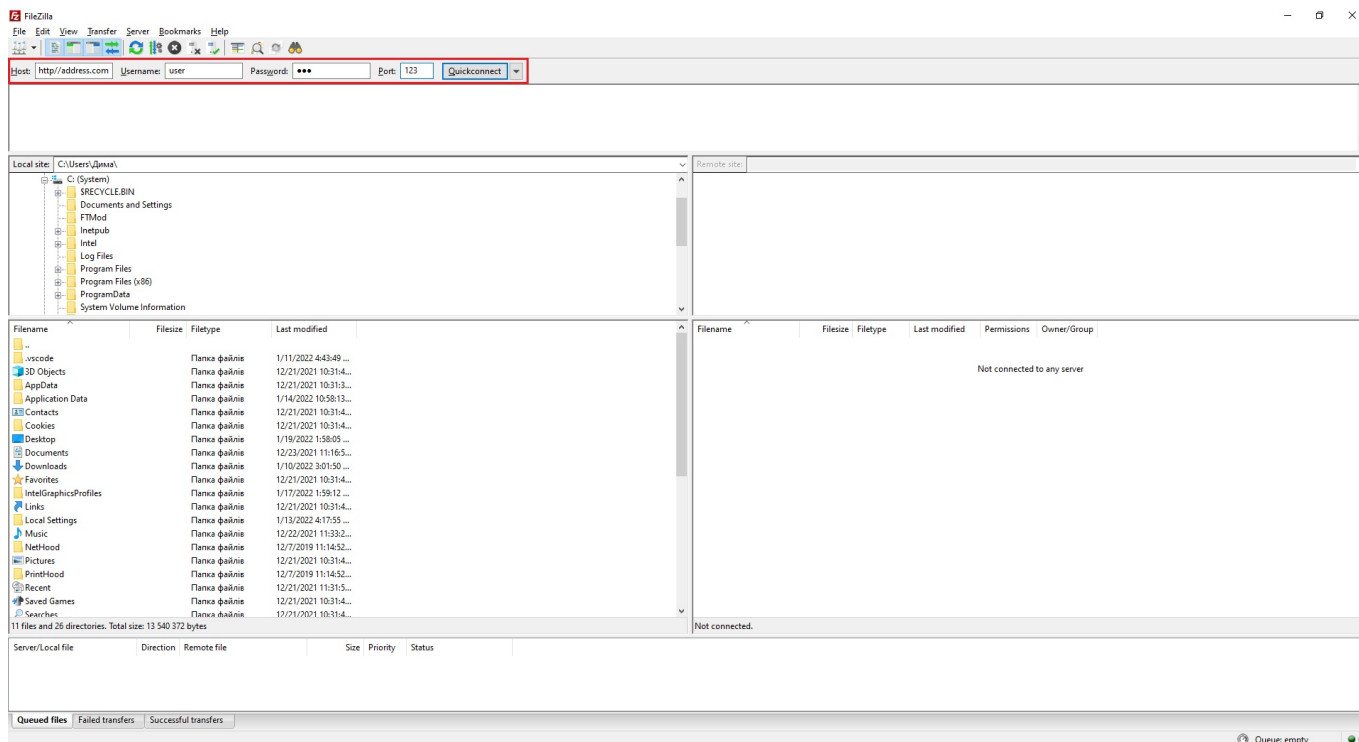 FileZilla
File Edit View Transfer Server Bookmarks Help
Host: http//address.com Username: user Password: ••• Port: 123 Quickconnect
Local site: C:\Users\Дима\
Remote site:
C: (System)
$RECYCLE.BIN
Documents and Settings
FTMod
Inetpub
Intel
Log Files
Program Files
Program Files (x86)
ProgramData
System Volume Information
Filename Filesize Filetype Last modified
..
.vscode Папка файлів 1/11/2022 4:43:49 ...
3D Objects Папка файлів 12/21/2021 10:31:4...
AppData Папка файлів 12/21/2021 10:31:3...
Application Data Папка файлів 1/14/2022 10:58:13...
Contacts Папка файлів 12/21/2021 10:31:4...
Cookies Папка файлів 12/21/2021 10:31:4...
Desktop Папка файлів 1/19/2022 1:58:05 ...
Documents Папка файлів 12/23/2021 11:16:5...
Downloads Папка файлів 1/10/2022 3:01:50 ...
Favorites Папка файлів 12/21/2021 10:31:4...
IntelGraphicsProfiles Папка файлів 1/17/2022 1:59:12 ...
Links Папка файлів 12/21/2021 10:31:4...
Local Settings Папка файлів 1/13/2022 4:17:55 ...
Music Папка файлів 12/22/2021 11:33:2...
NetHood Папка файлів 12/7/2019 11:14:52...
Pictures Папка файлів 12/21/2021 10:31:4...
PrintHood Папка файлів 12/7/2019 11:14:52...
Recent Папка файлів 12/21/2021 11:31:5...
Saved Games Папка файлів 12/21/2021 10:31:4...
Searches Папка файлів 12/21/2021 10:31:4...
11 files and 26 directories. Total size: 13 540 372 bytes
Filename Filesize Filetype Last modified Permissions Owner/Group
Not connected to any server
Not connected.
Server/Local file Direction Remote file Size Priority Status
Queued files Failed transfers Successful transfers
Queue: empty